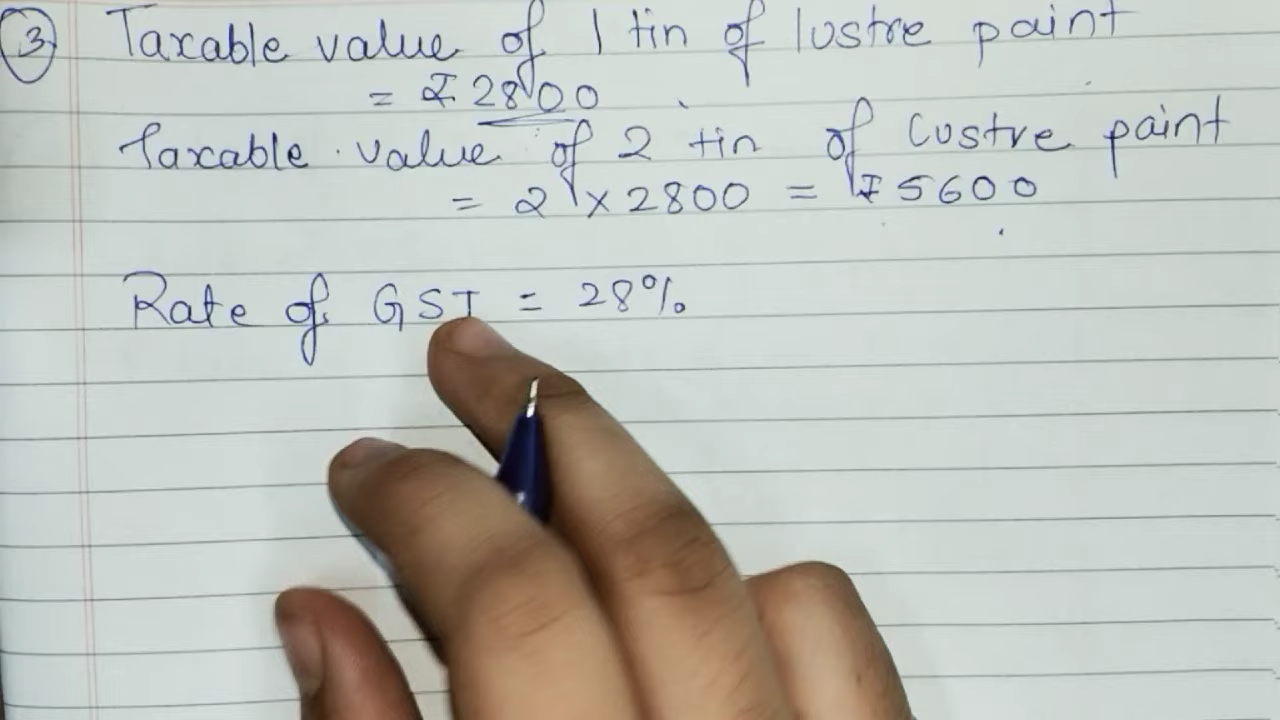 3 Taxable value of 1 tin of lustre paint
= ₹2800
Taxable value of 2 tin of Custre paint
= 2 × 2800 = ₹5600
Rate of GST = 28%